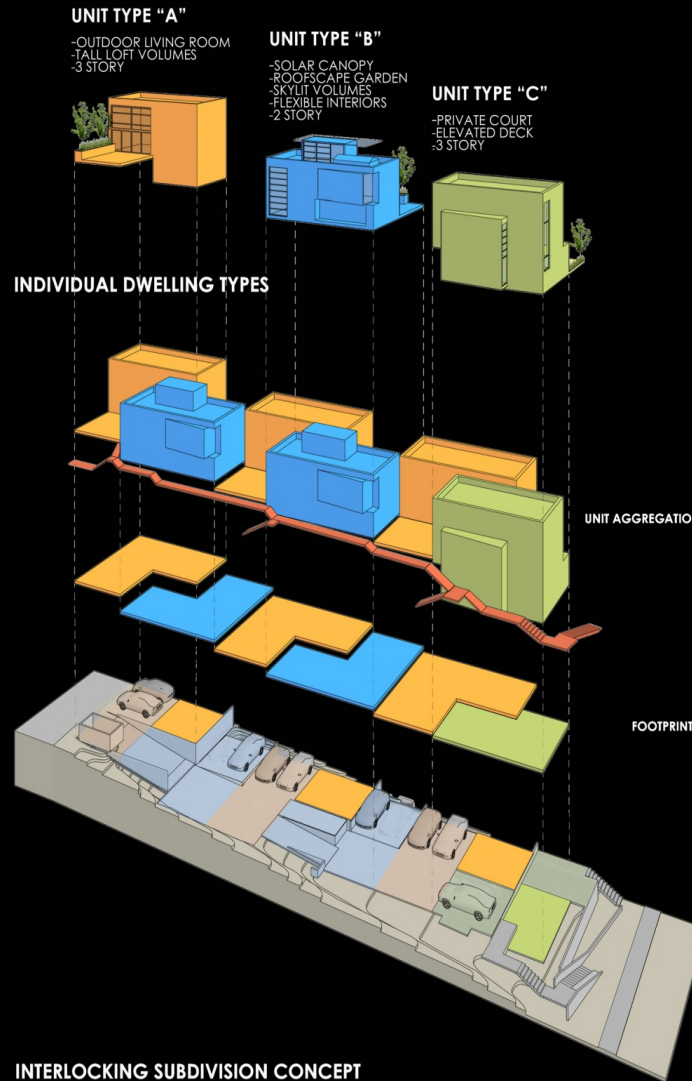 UNIT TYPE “A”
-OUTDOOR LIVING ROOM
-TALL LOFT VOLUMES
-3 STORY
UNIT TYPE “B”
-SOLAR CANOPY
-ROOFSCAPE GARDEN
-SKYLIT VOLUMES
-FLEXIBLE INTERIORS
-2 STORY
UNIT TYPE “C”
-PRIVATE COURT
-ELEVATED DECK
-3 STORY
INDIVIDUAL DWELLING TYPES
UNIT AGGREGATIO
FOOTPRINT
INTERLOCKING SUBDIVISION CONCEPT